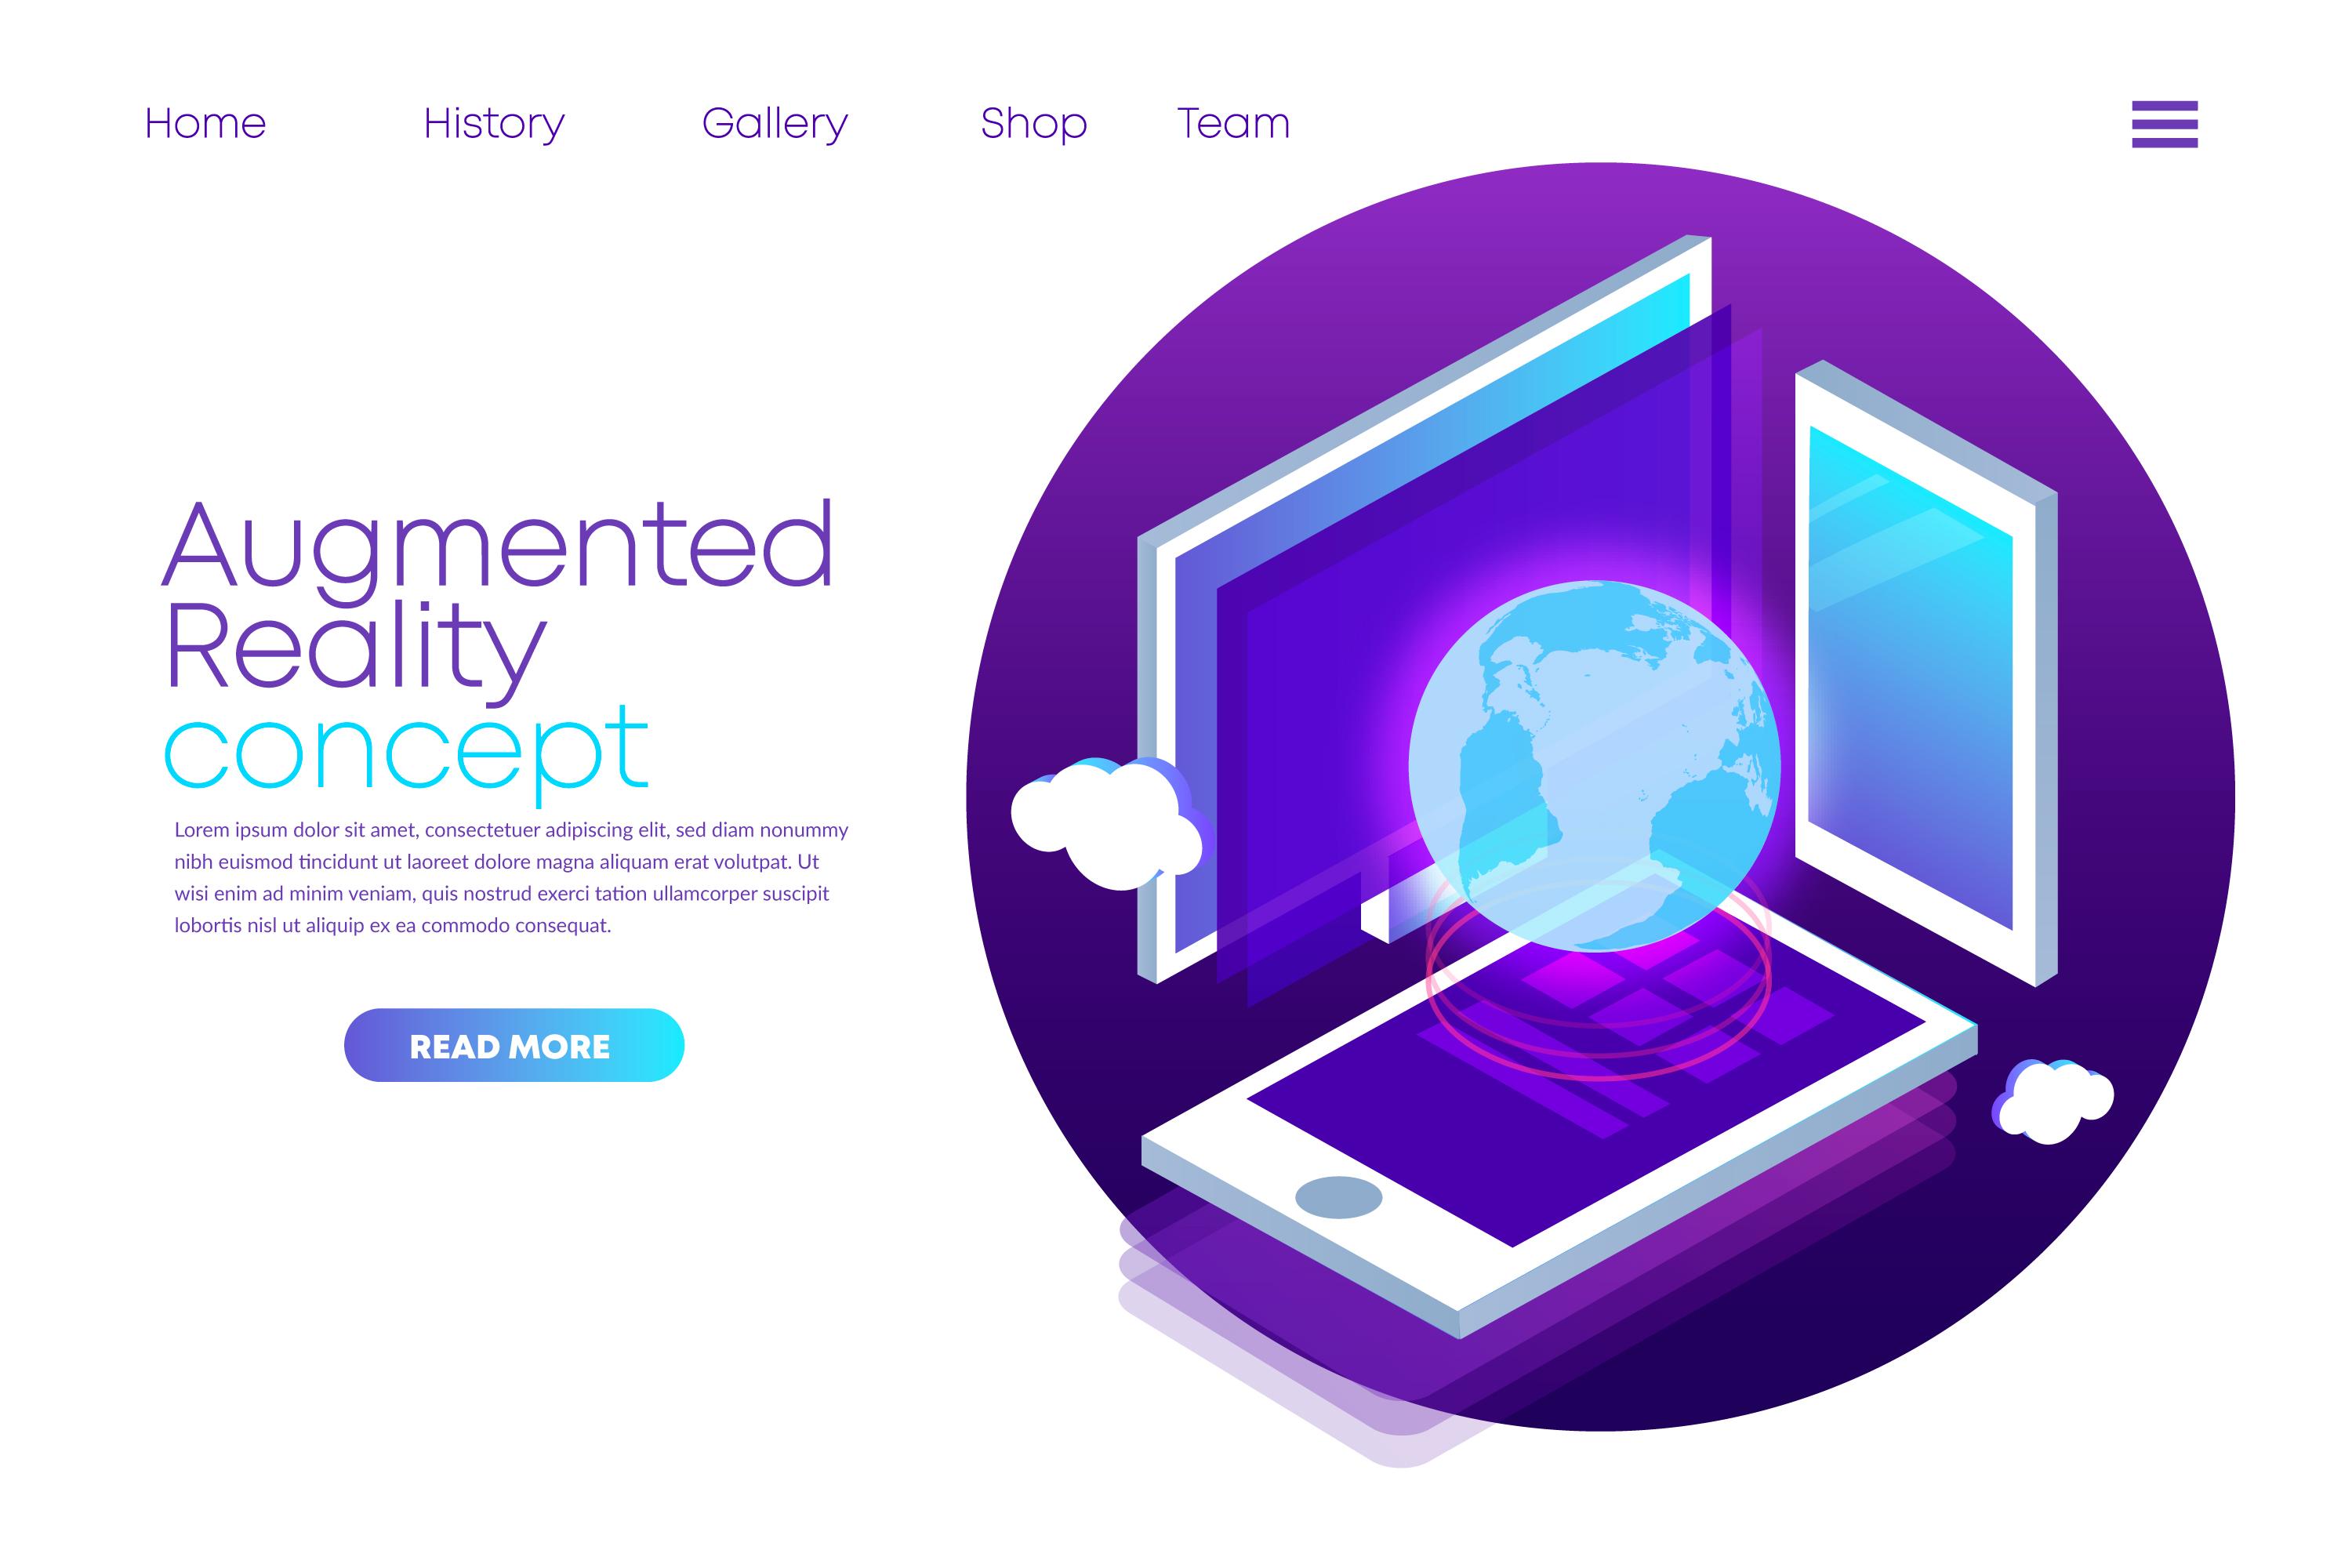 Home History Gallery Shop Team
Augmented
Reality
concept
Lorem ipsum dolor sit amet, consectetuer adipiscing elit, sed diam nonummy
nibh euismod tincidunt ut laoreet dolore magna aliquam erat volutpat. Ut
wisi enim ad minim veniam, quis nostrud exerci tation ullamcorper suscipit
lobortis nisl ut aliquip ex ea commodo consequat.
READ MORE